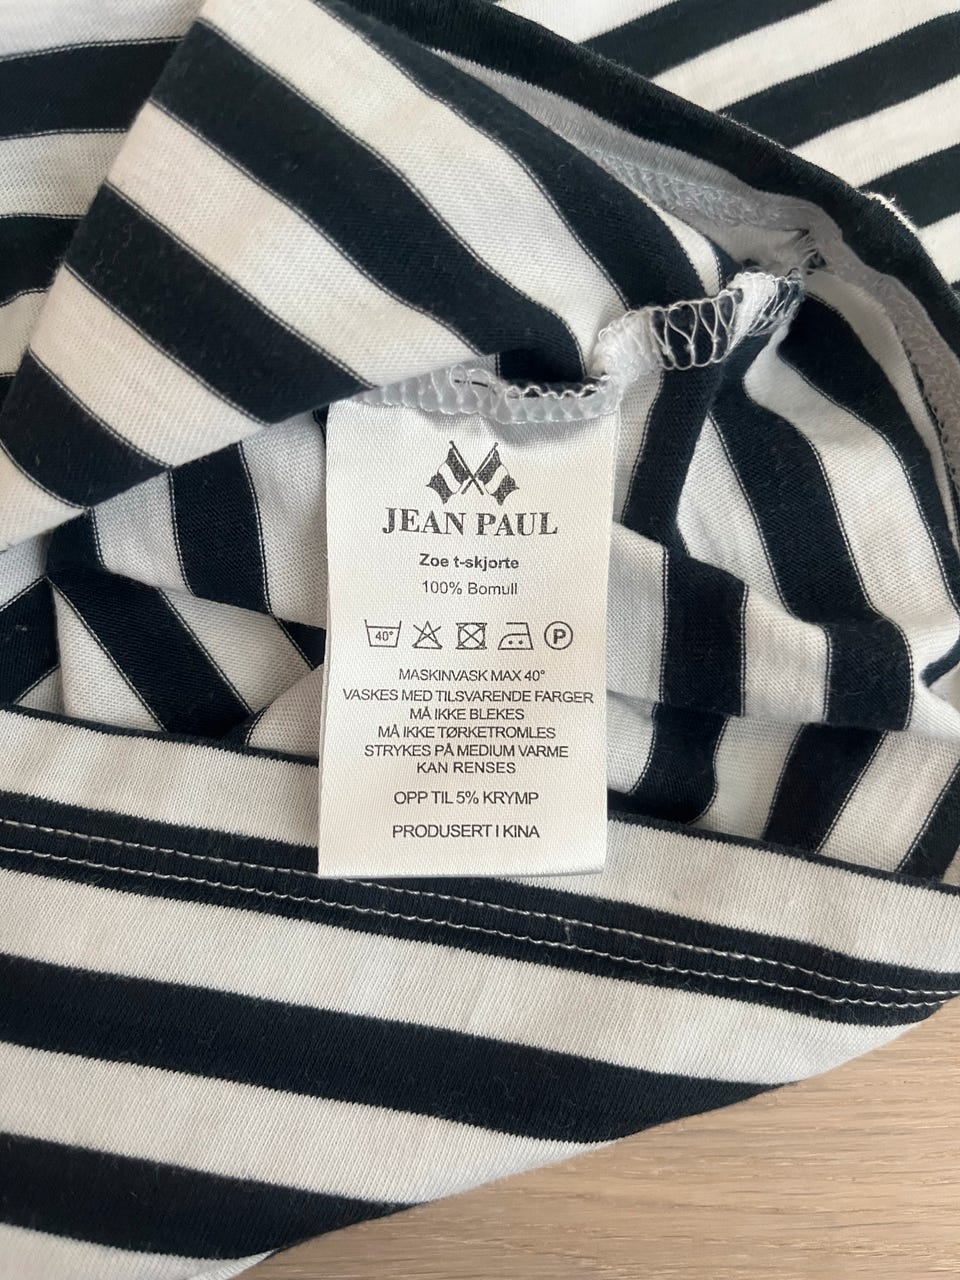 JEAN PAUL
Zoe t-skjorte
100% Bomull
40° P
MASKINVASK MAX 40°
VASKES MED TILSVARENDE FARGER
MÅ IKKE BLEKES
MÅ IKKE TØRKETROMLES
STRYKES PÅ MEDIUM VARME
KAN RENSES
OPP TIL 5% KRYMP
PRODUSERT I KINA